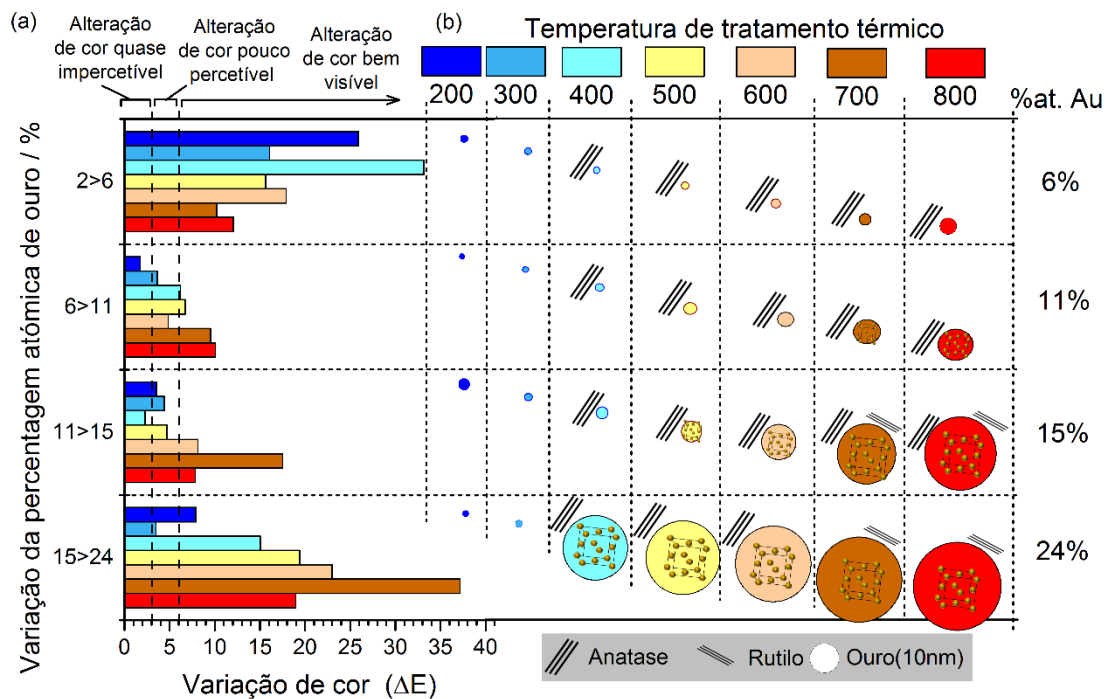 (a)
Alteração
de cor quase
impercetível
Alteração
de cor pouco
percetível
Alteração
de cor bem
visível
(b)
Temperatura de tratamento térmico
200 300 400 500 600 700 800
%at. Au
Variação da percentagem atómica de ouro / %
2>6
6%
6>11
11%
11>15
15%
15>24
24%
0 5 10 15 20 25 30 35 40
Variação de cor (ΔE)
Anatase Rutilo Ouro(10nm)